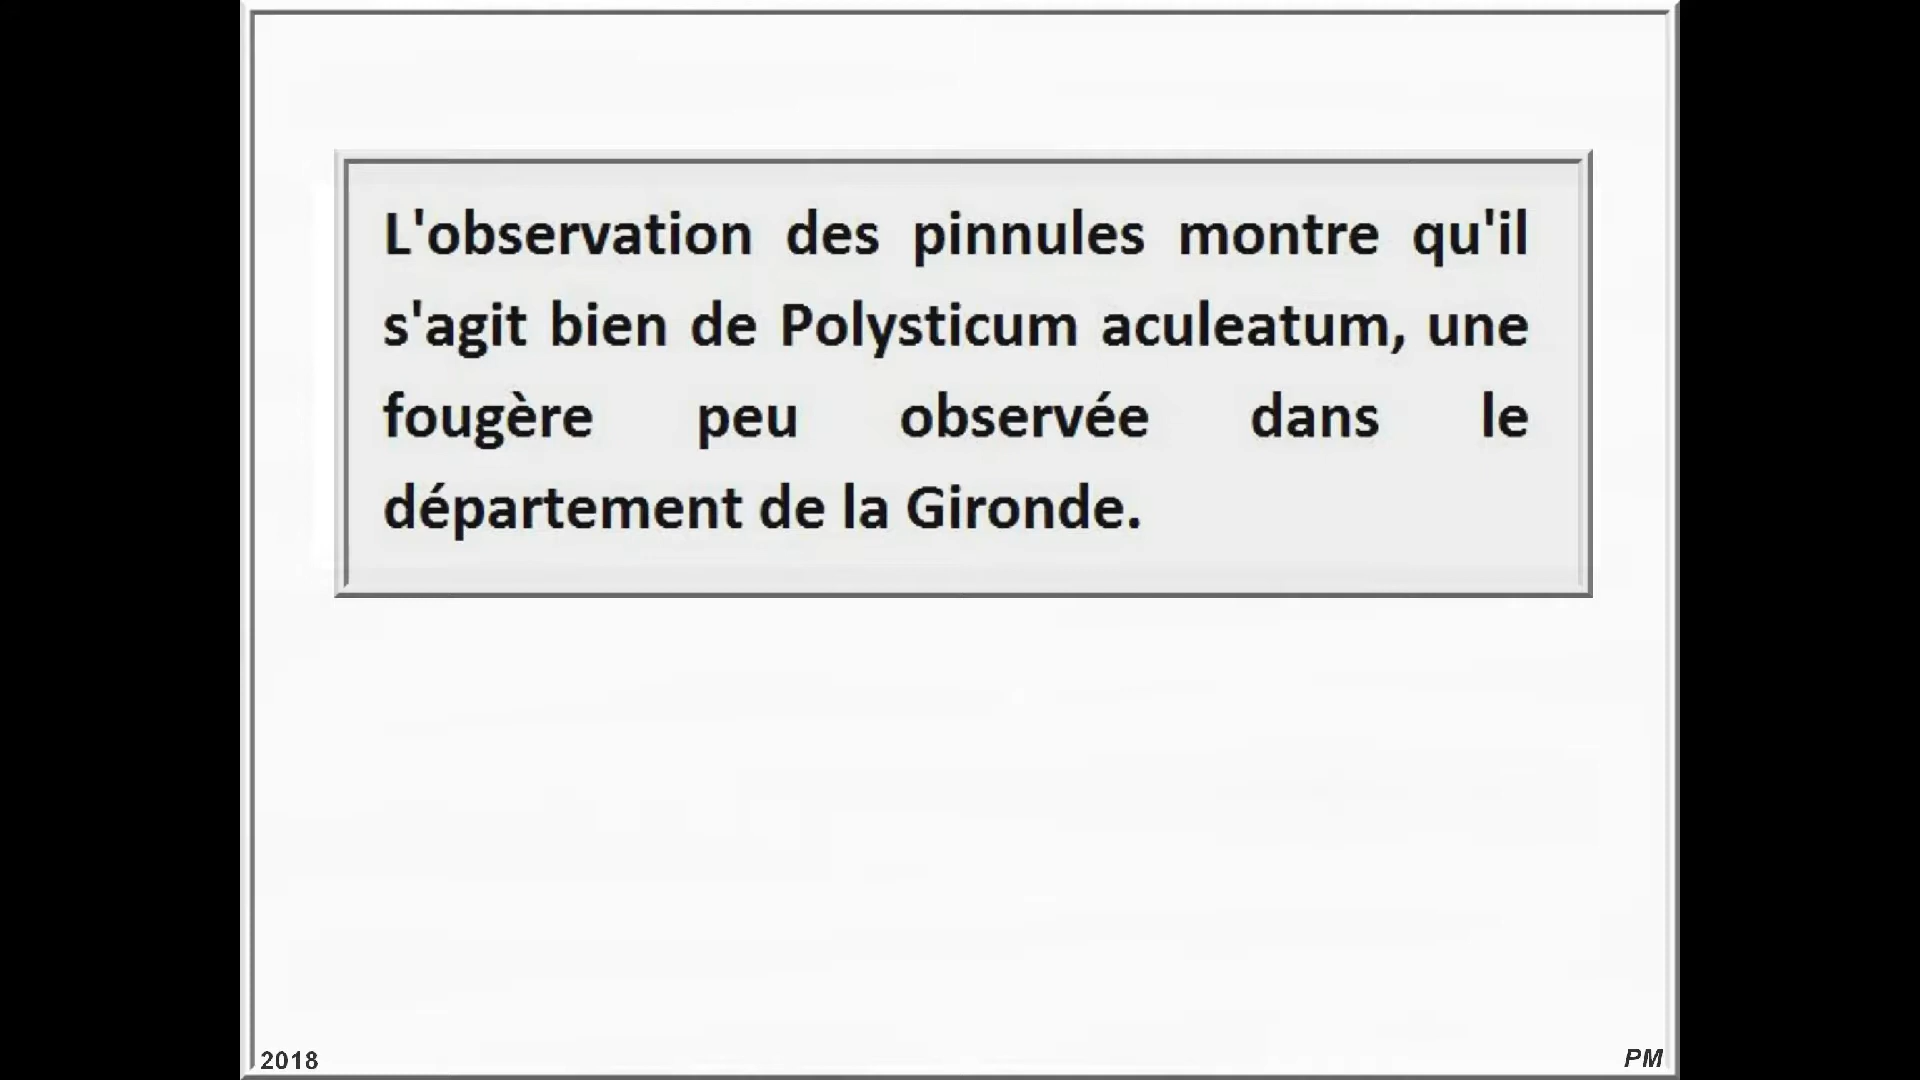 L'observation des pinnules montre qu'il
s'agit bien de Polysticum aculeatum, une
fougère peu observée dans le
département de la Gironde.
2018
PM